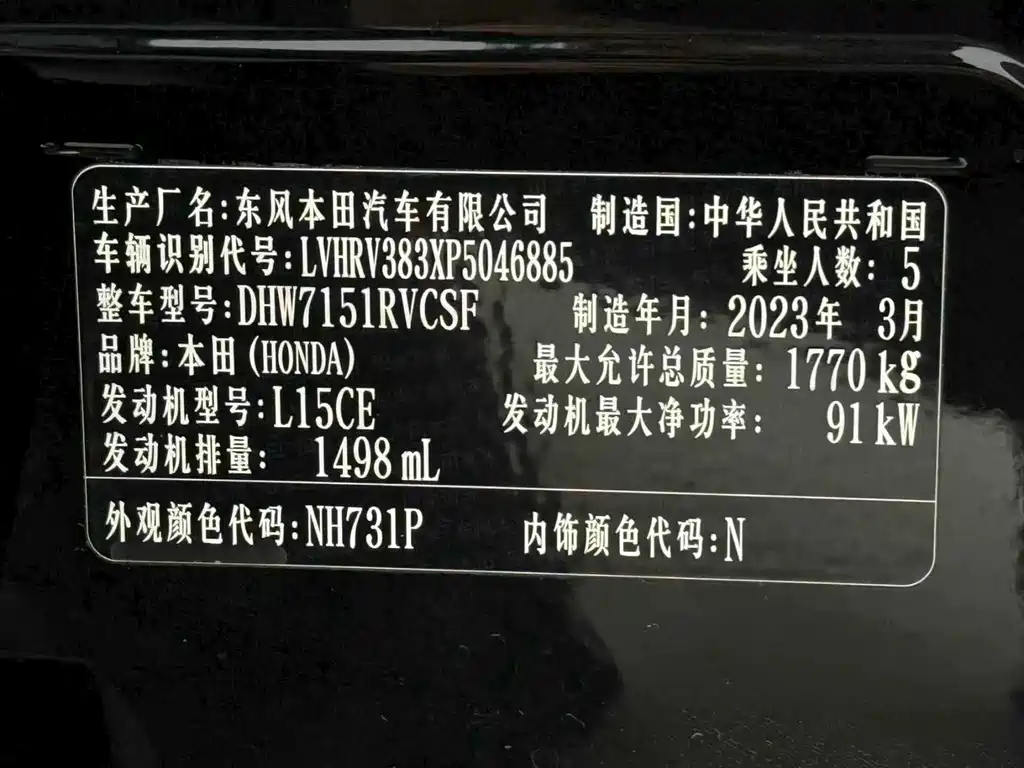 生产厂名:东风本田汽车有限公司 制造国:中华人民共和国
车辆识别代号:LVHRV383XP5046885 乘坐人数: 5
整车型号:DHW7151RVCSF 制造年月: 2023年 3月
品牌:本田(HONDA) 最大允许总质量: 1770 kg
发动机型号:L15CE 发动机最大净功率: 91 kW
发动机排量: 1498 mL
外观颜色代码:NH731P 内饰颜色代码:N